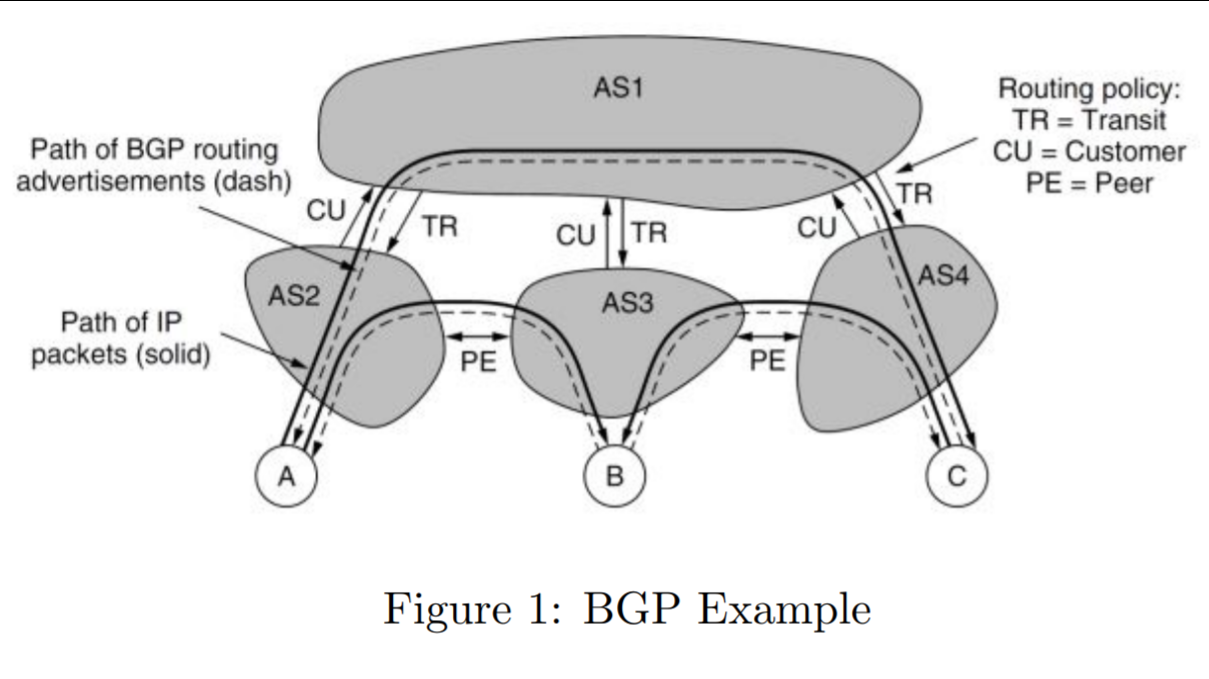 AS1
Routing policy:
TR = Transit
CU = Customer
PE = Peer
Path of BGP routing
advertisements (dash)
CU
TR
CU
TR
CU
TR
AS2
AS3
AS4
Path of IP
packets (solid)
PE
PE
A
B
C
Figure 1: BGP Example